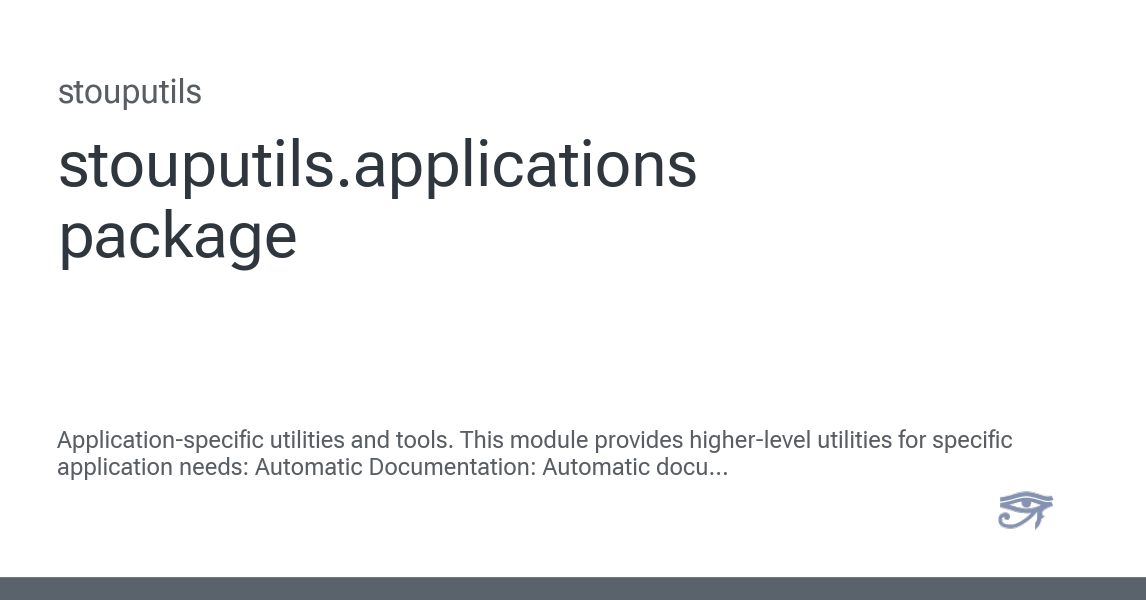 stouputils
stouputils.applications
package
Application-specific utilities and tools. This module provides higher-level utilities for specific
application needs: Automatic Documentation: Automatic docu...